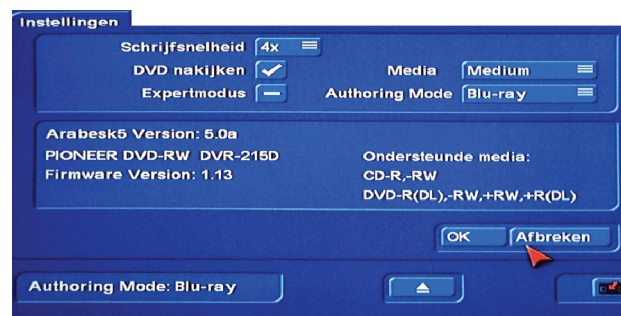 Instellingen
Schrijfsnelheid 4x
DVD nakijken Media Medium
Expertmodus Authoring Mode Blu-ray
Arabesk5 Version: 5.0a
PIONEER DVD-RW DVR-215D Ondersteunde media:
Firmware Version: 1.13 CD-R,-RW
DVD-R(DL),-RW,+RW,+R(DL)
OK Afbreken
Authoring Mode: Blu-ray